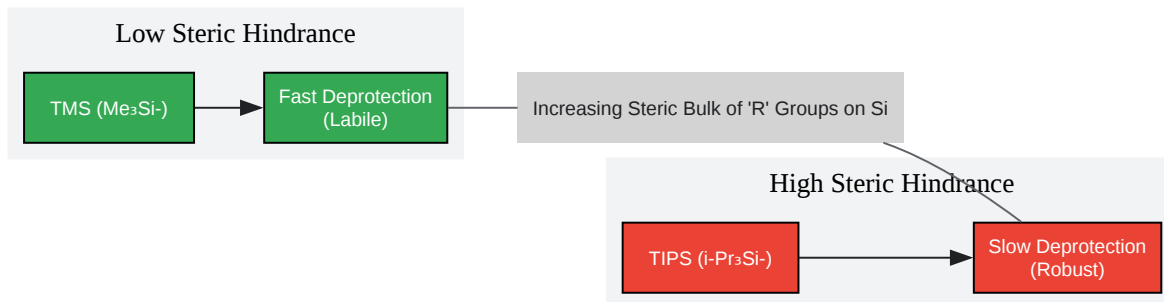 Low Steric Hindrance
TMS (Me₃Si-)
Fast Deprotection
(Labile)
Increasing Steric Bulk of 'R' Groups on Si
High Steric Hindrance
TIPS (i-Pr₃Si-)
Slow Deprotection
(Robust)